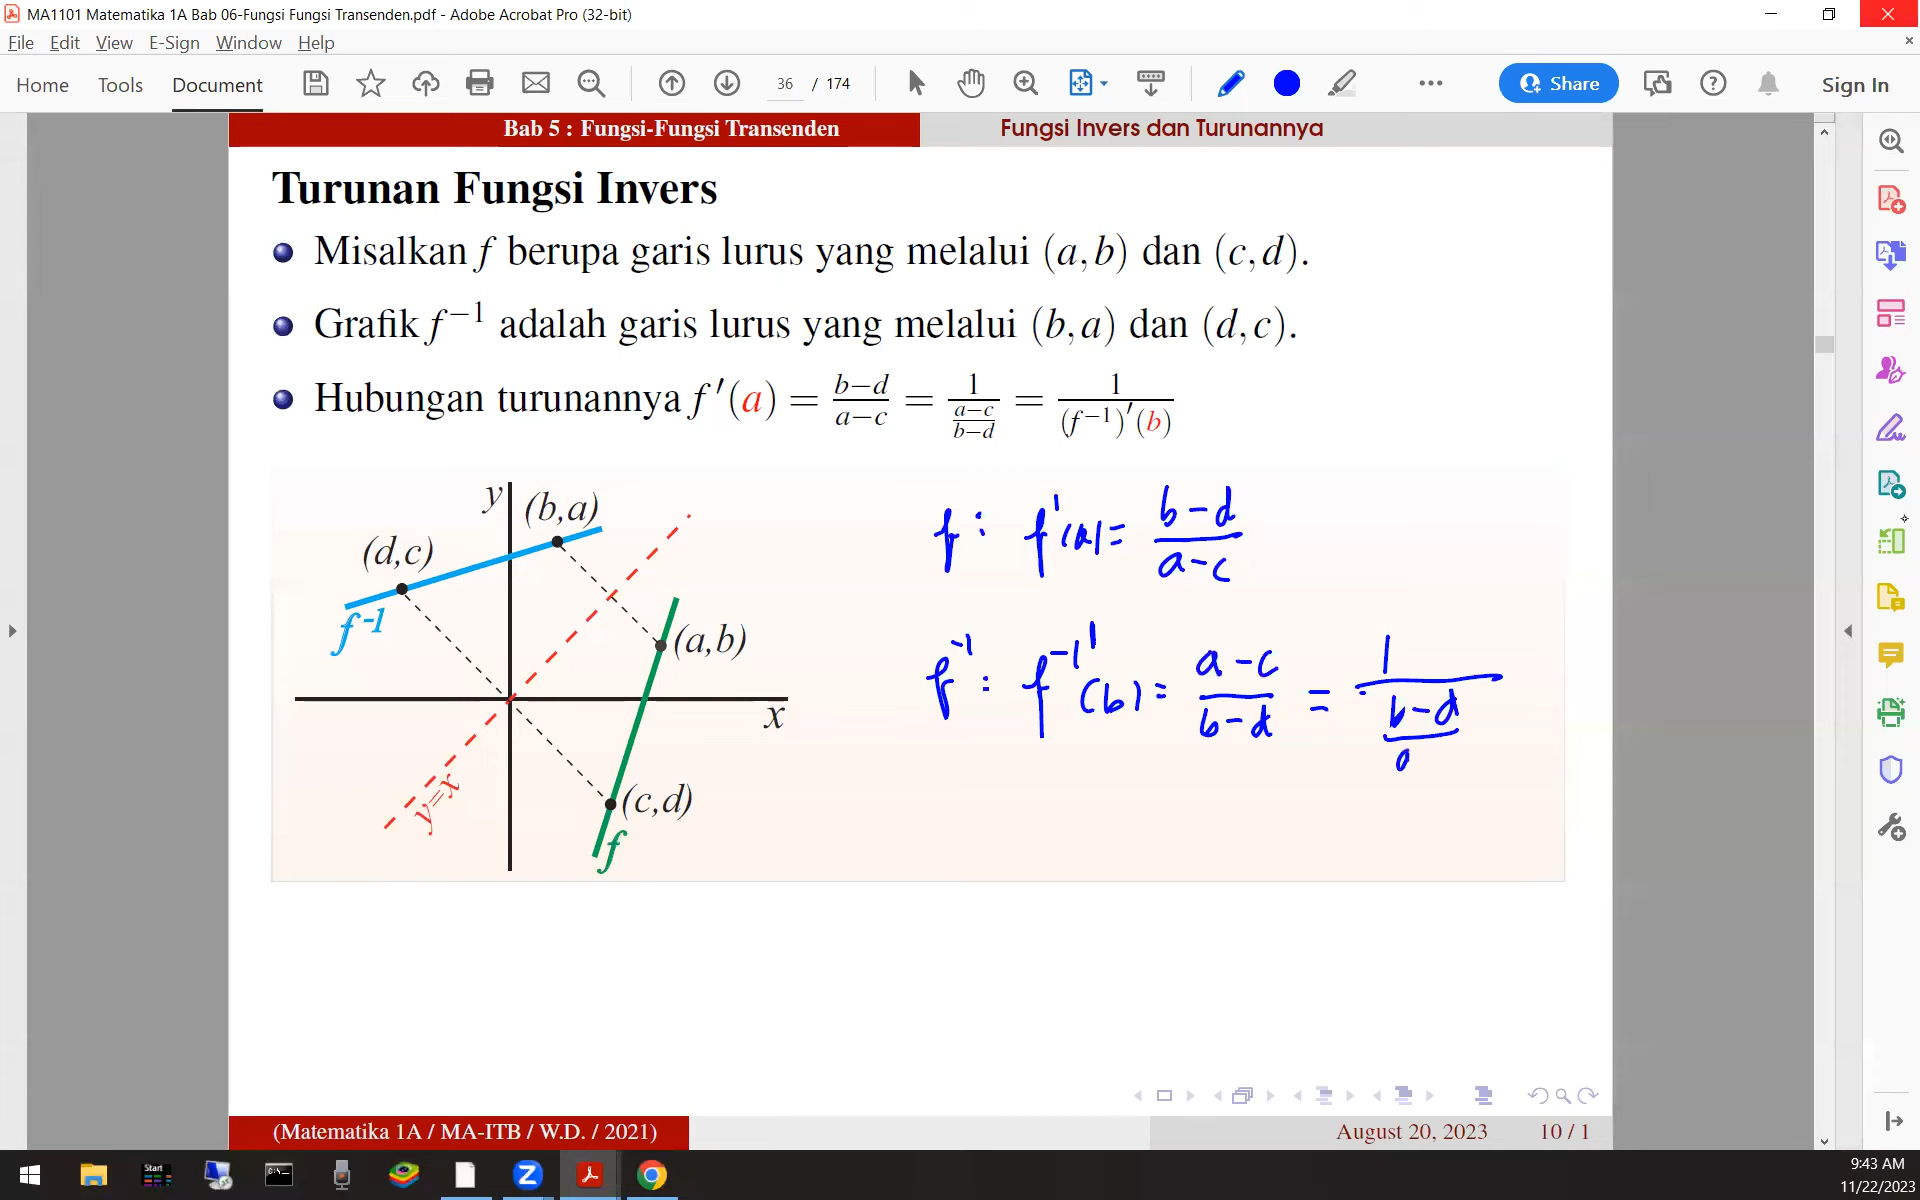 MA1101 Matematika 1A Bab 06-Fungsi Fungsi Transenden.pdf - Adobe Acrobat Pro (32-bit)
File Edit View E-Sign Window Help
Home Tools Document 36 / 174 Share Sign In
Bab 5 : Fungsi-Fungsi Transenden Fungsi Invers dan Turunannya
Turunan Fungsi Invers
Misalkan f berupa garis lurus yang melalui (a,b) dan (c,d).
Grafik f⁻¹ adalah garis lurus yang melalui (b,a) dan (d,c).
Hubungan turunannya f′(a) = (b−d)/(a−c) = 1/((a−c)/(b−d)) = 1/((f⁻¹)′(b))
y (b,a)
(d,c)
f⁻¹
(a,b)
x
y=x
(c,d)
f
f : f′(a) = (b−d)/(a−c)
f⁻¹ : f⁻¹′(b) = (a−c)/(b−d) = 1/((b−d)/a
(Matematika 1A / MA-ITB / W.D. / 2021) August 20, 2023 10 / 1
Start
C:\
9:43 AM
11/22/2023